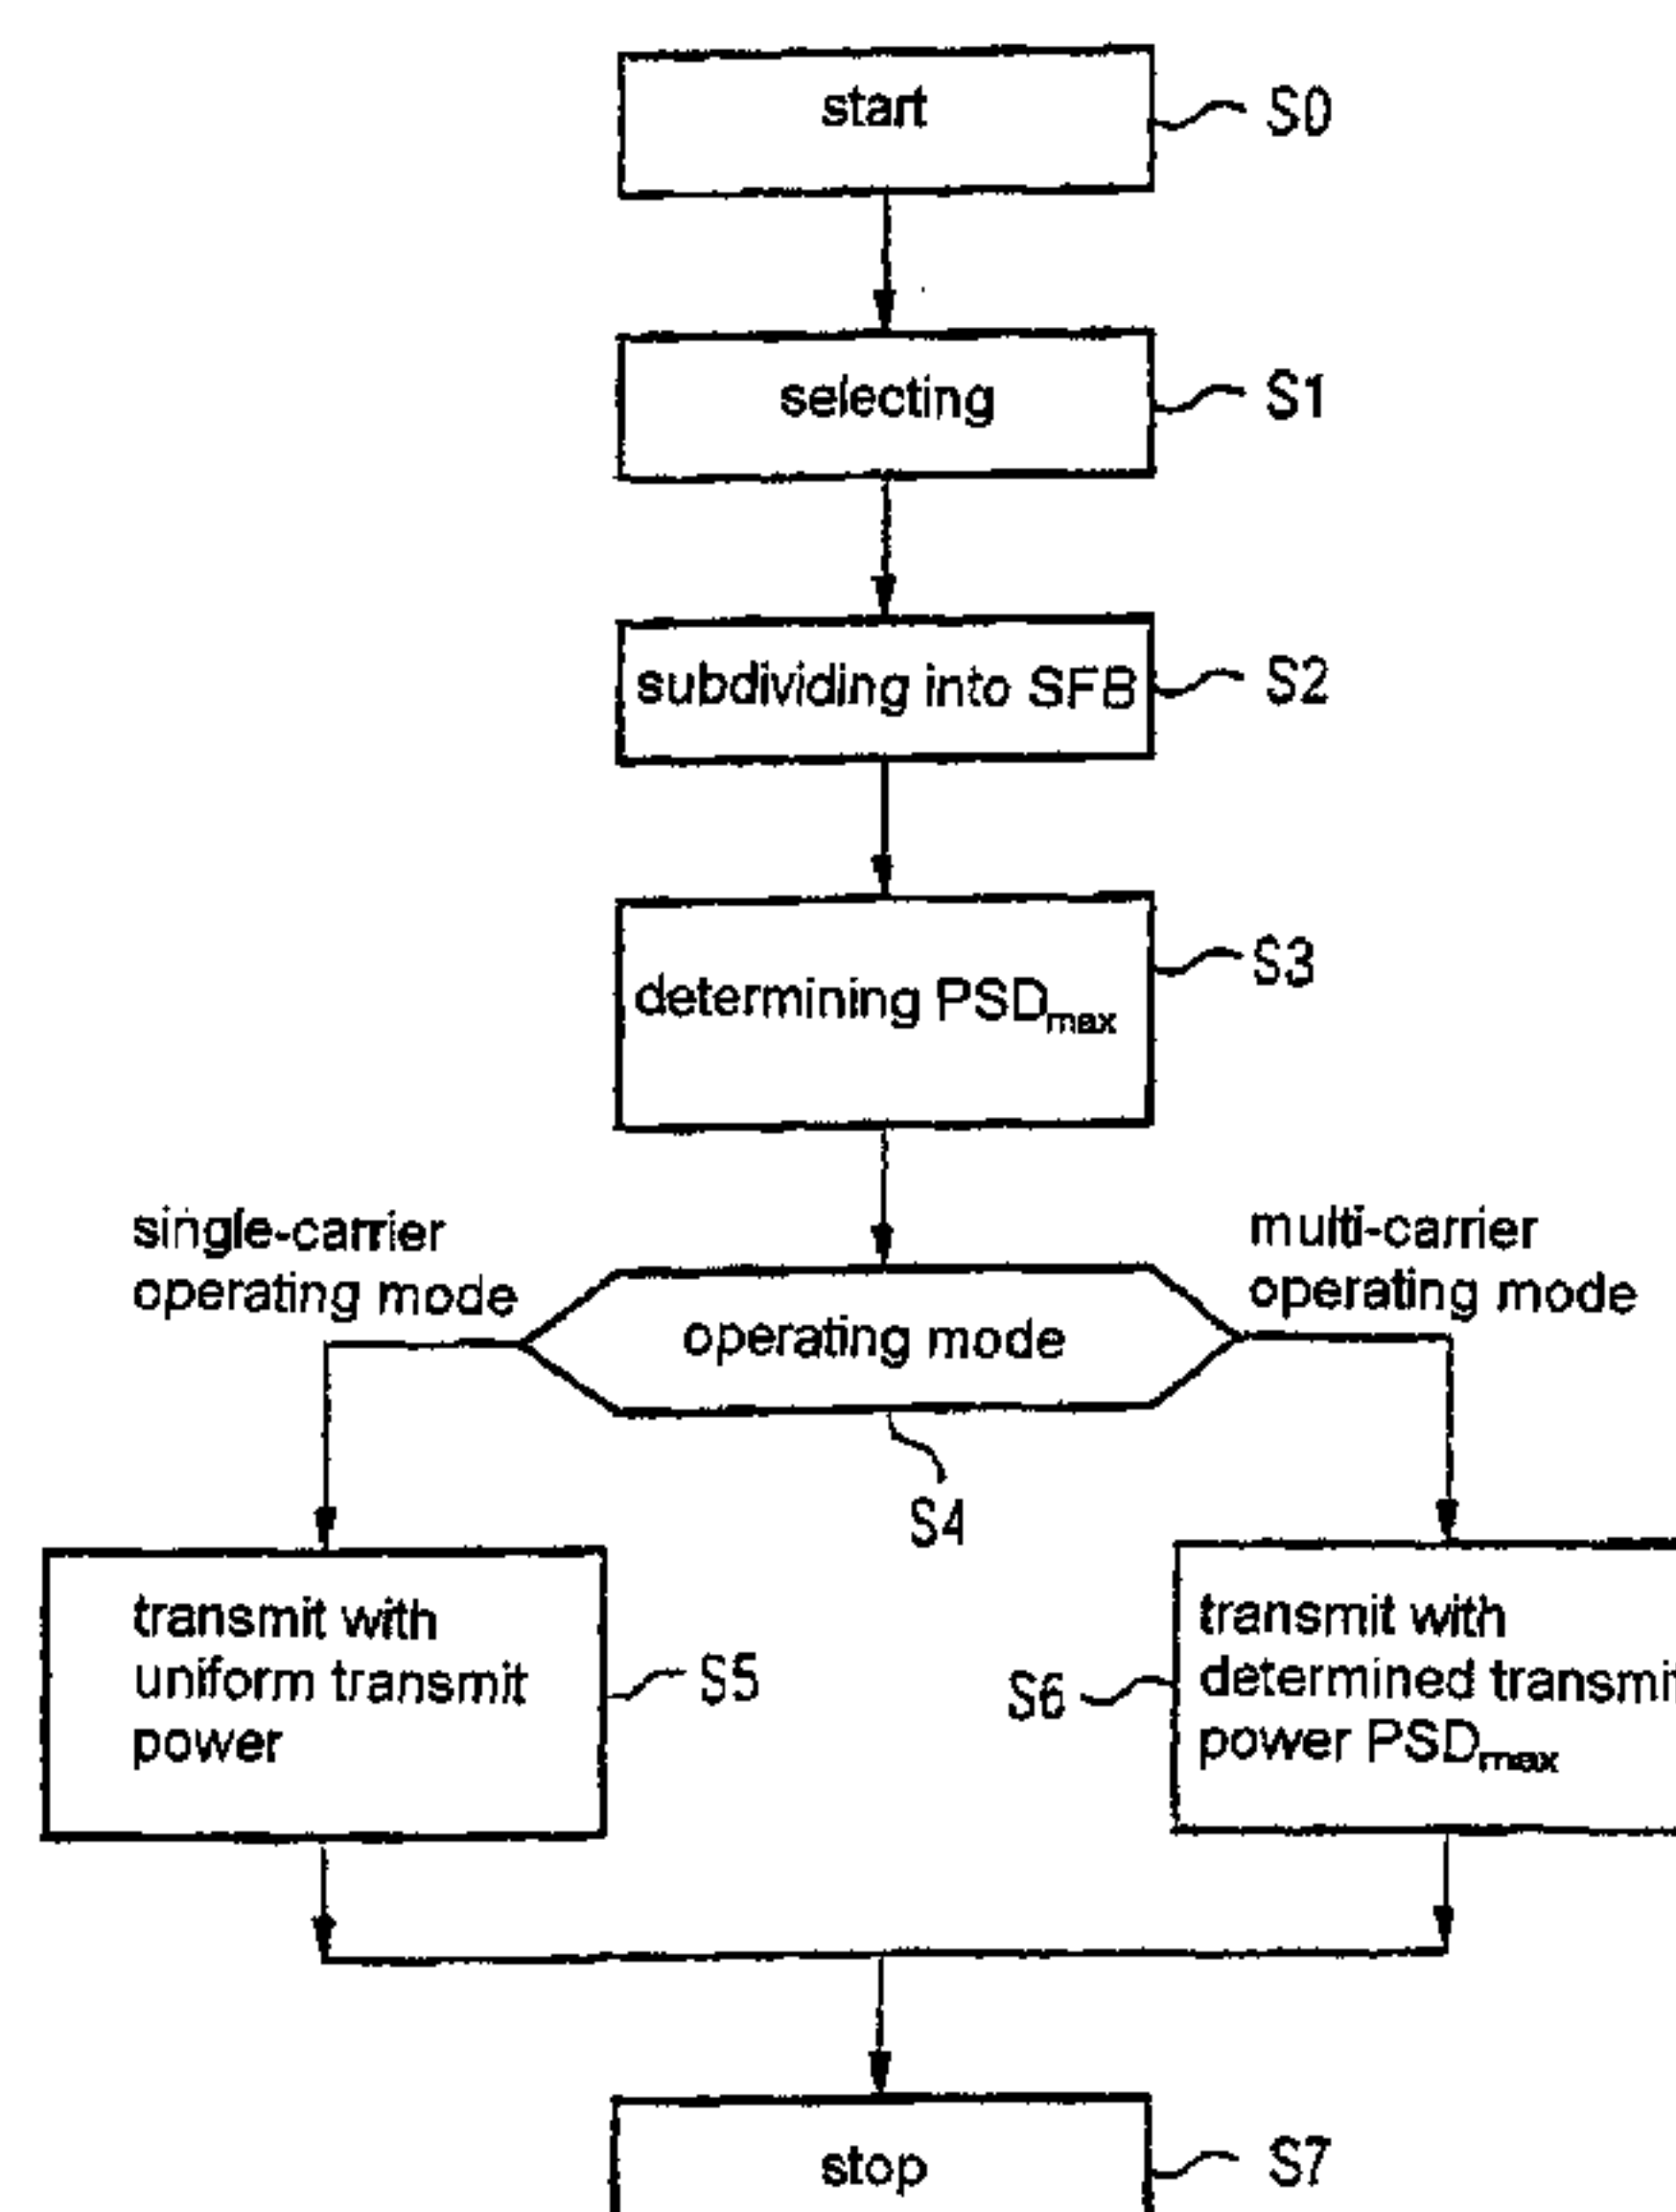 start
S0
selecting
S1
subdividing into SFB
S2
determining PSDmax
S3
single-carrier
operating mode
multi-carrier
operating mode
operating mode
S4
transmit with
uniform transmit
power
S5
S6
transmit with
determined transmit
power PSDmax
stop
S7